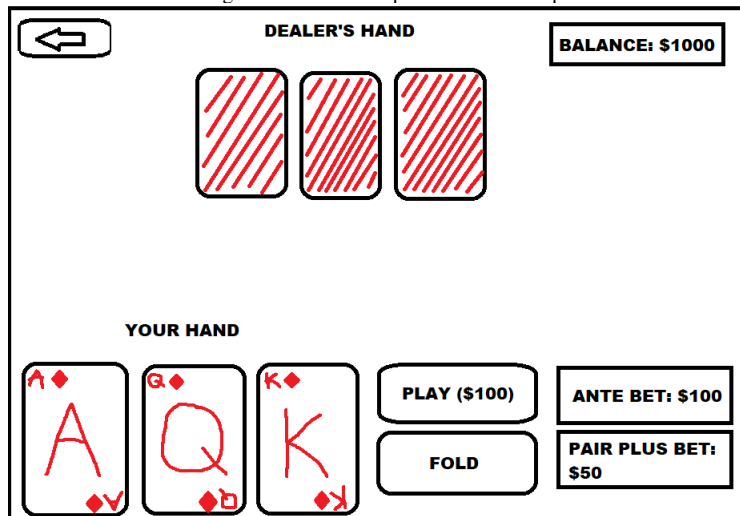 DEALER'S HAND
BALANCE: $1000
YOUR HAND
A
A
A
Q
Q
Q
K
K
K
PLAY ($100)
FOLD
ANTE BET: $100
PAIR PLUS BET:
$50